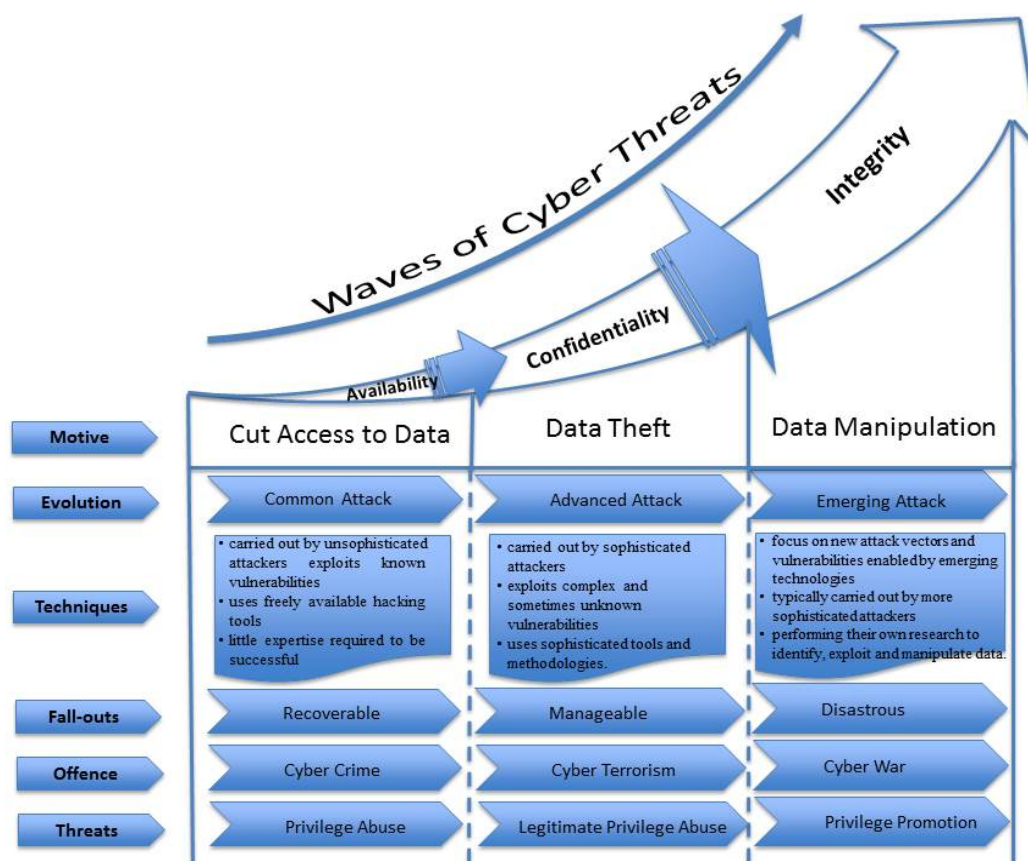 Waves of Cyber Threats
Integrity
Confidentiality
Availability
Motive
Cut Access to Data
Data Theft
Data Manipulation
Evolution
Common Attack
Advanced Attack
Emerging Attack
Techniques
• carried out by unsophisticated
attackers exploits known
vulnerabilities
• uses freely available hacking
tools
• little expertise required to be
successful
• carried out by sophisticated
attackers
• exploits complex and
sometimes unknown
vulnerabilities
• uses sophisticated tools and
methodologies.
• focus on new attack vectors and
vulnerabilities enabled by emerging
technologies
• typically carried out by more
sophisticated attackers
• performing their own research to
identify, exploit and manipulate data.
Fall-outs
Recoverable
Manageable
Disastrous
Offence
Cyber Crime
Cyber Terrorism
Cyber War
Threats
Privilege Abuse
Legitimate Privilege Abuse
Privilege Promotion